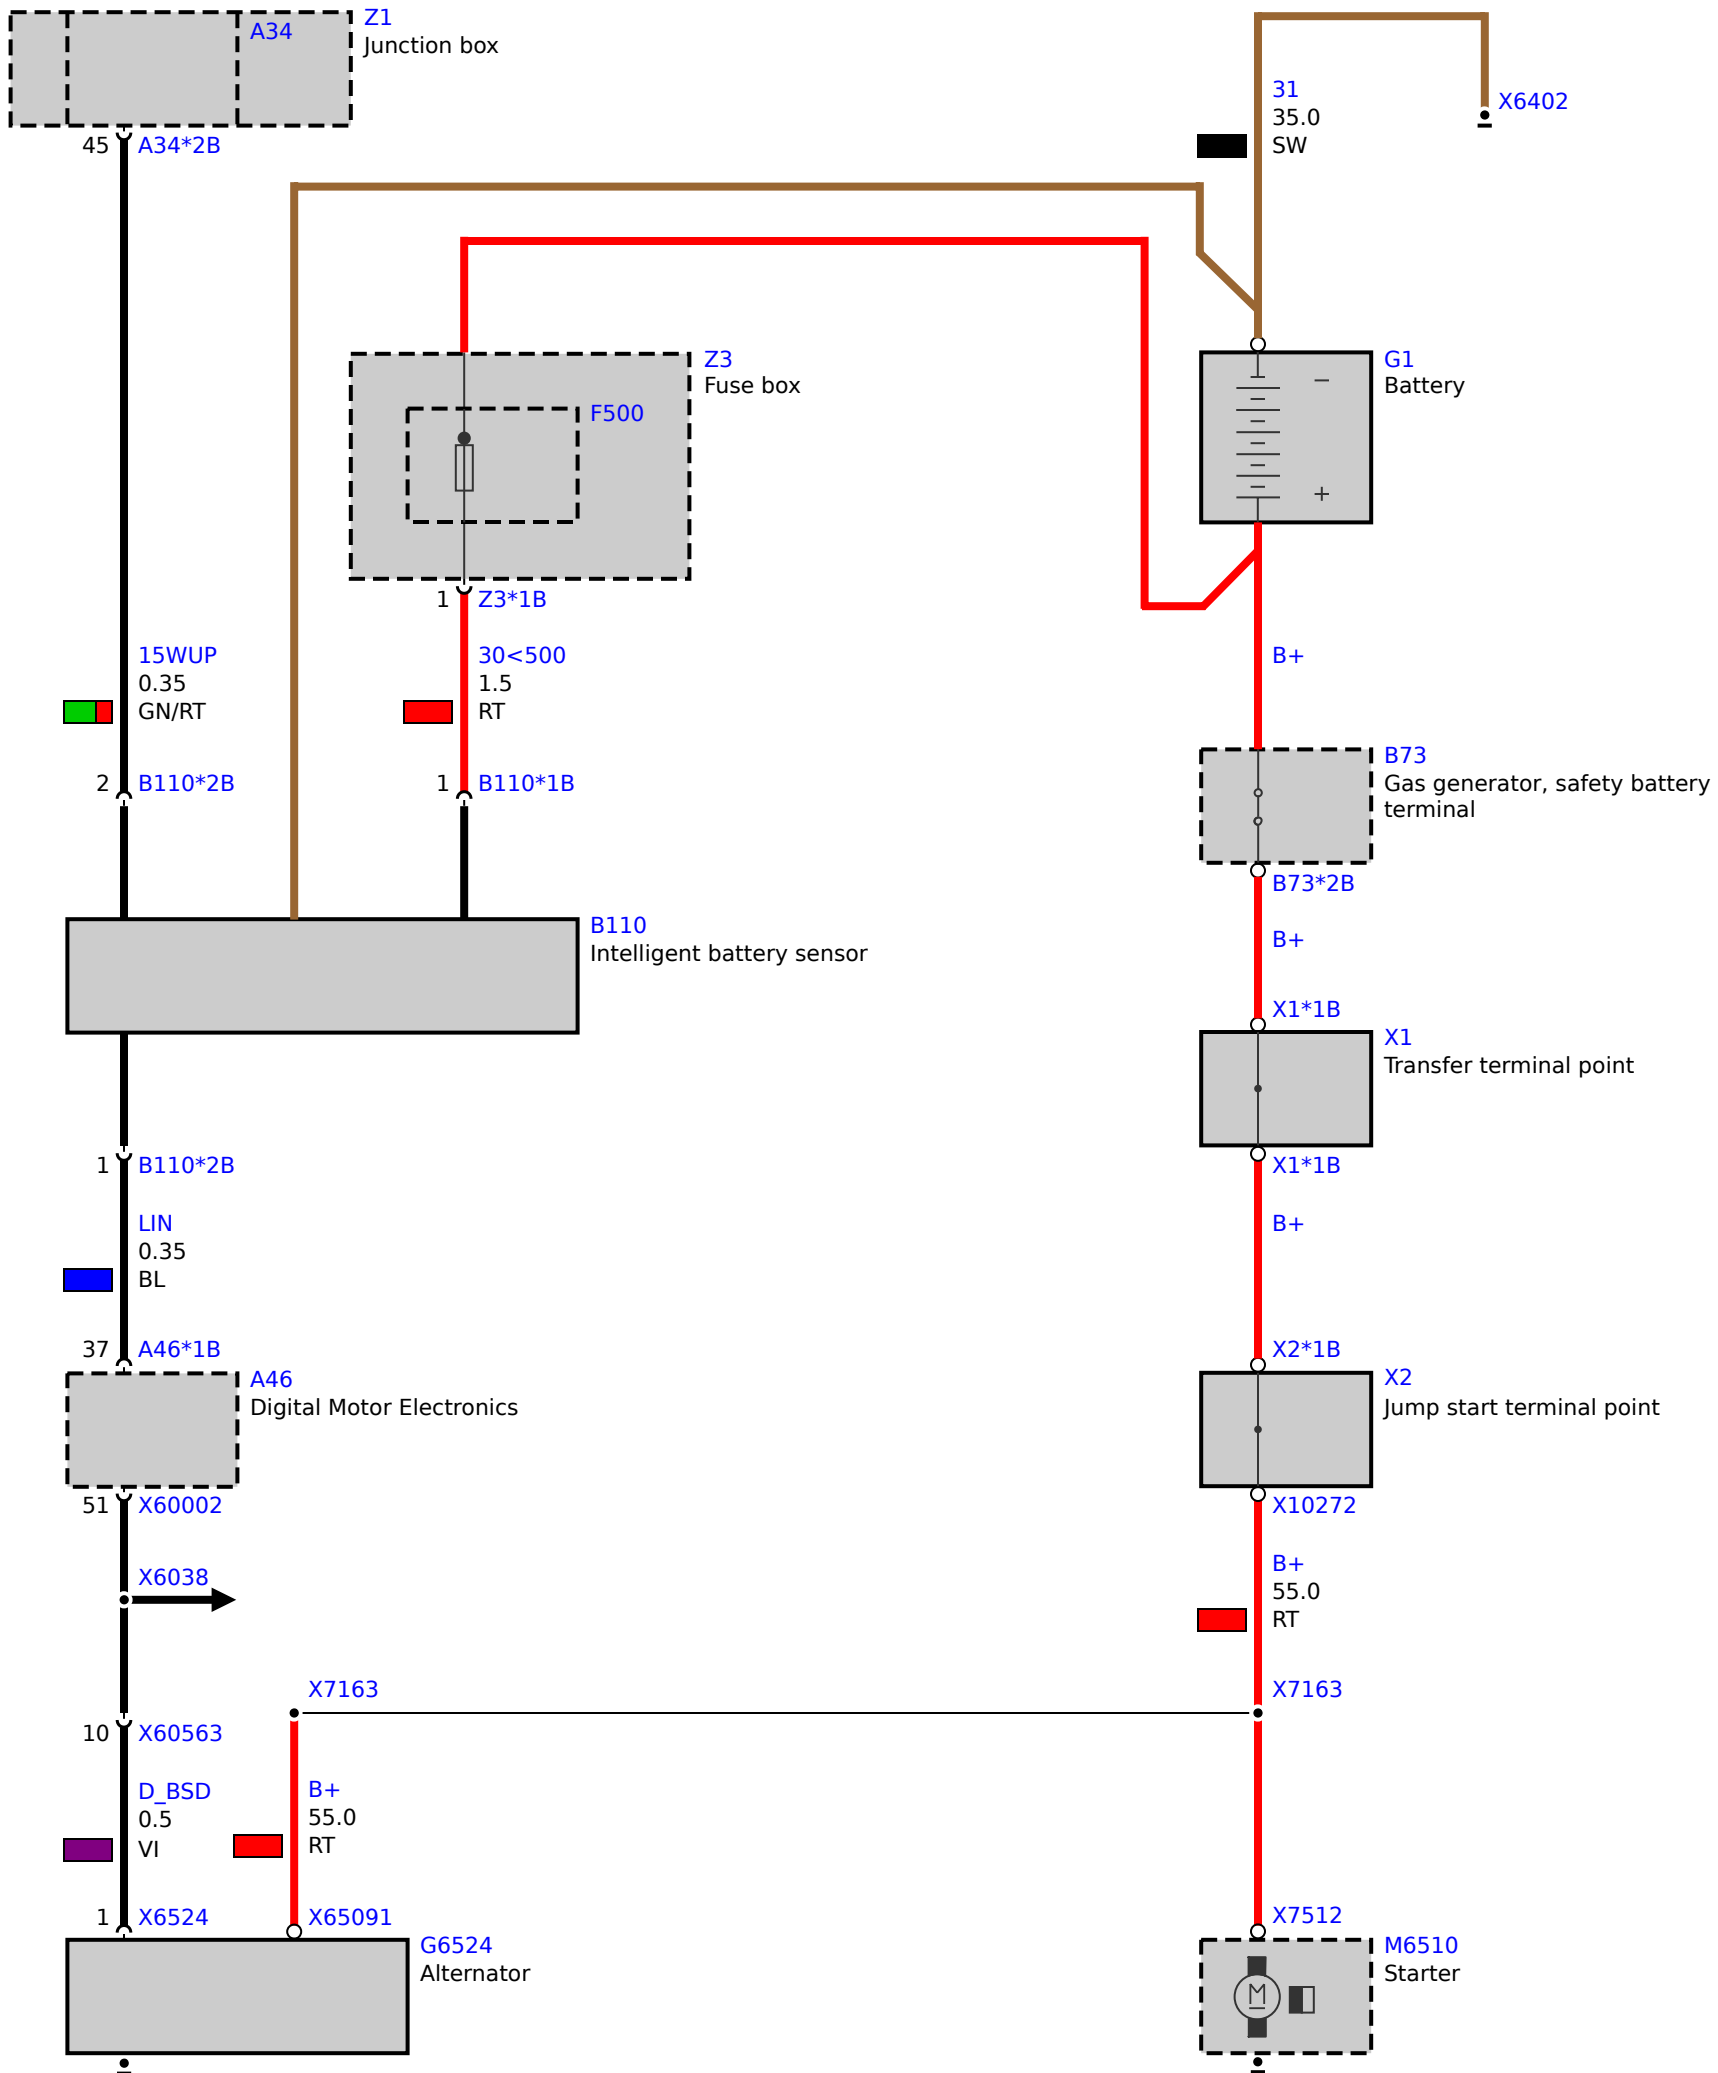 Z1
A34
Junction box
31
X6402
35.0
SW
45
A34*2B
Z3
Fuse box
G1
Battery
F500
−
+
1
Z3*1B
15WUP
0.35
GN/RT
30<500
1.5
RT
B+
2
B110*2B
1
B110*1B
B73
Gas generator, safety battery
terminal
B73*2B
B110
Intelligent battery sensor
B+
X1*1B
X1
Transfer terminal point
1
B110*2B
X1*1B
LIN
0.35
BL
B+
37
A46*1B
X2*1B
A46
Digital Motor Electronics
X2
Jump start terminal point
51
X60002
X10272
X6038
B+
55.0
RT
X7163
X7163
10
X60563
D_BSD
0.5
VI
B+
55.0
RT
1
X6524
X65091
X7512
G6524
Alternator
M6510
Starter
M